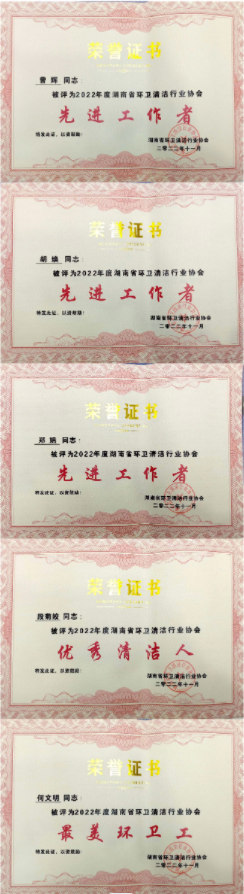 荣誉证书
曾辉 同志：
被评为2022年度湖南省环卫清洁行业协会
先进工作者
特发此证，以资鼓励！
湖南省环卫清洁行业协会
二〇二二年十一月
荣誉证书
胡焕 同志：
被评为2022年度湖南省环卫清洁行业协会
先进工作者
特发此证，以资鼓励！
湖南省环卫清洁行业协会
二〇二二年十一月
荣誉证书
邓娟 同志：
被评为2022年度湖南省环卫清洁行业协会
先进工作者
特发此证，以资鼓励！
湖南省环卫清洁行业协会
二〇二二年十一月
荣誉证书
段菊姣 同志：
被评为2022年度湖南省环卫清洁行业协会
优秀清洁人
特发此证，以资鼓励！
湖南省环卫清洁行业协会
二〇二二年十一月
荣誉证书
何文明 同志：
被评为2022年度湖南省环卫清洁行业协会
最美环卫工
特发此证，以资鼓励！
湖南省环卫清洁行业协会
二〇二二年十一月